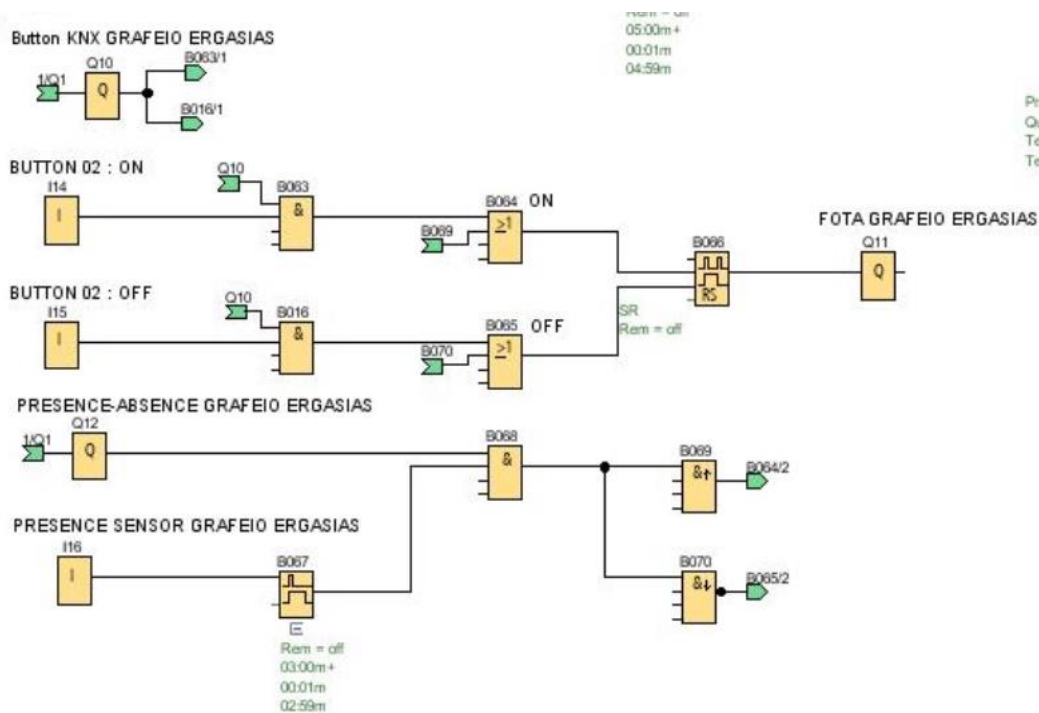 05:00m+
00:01m
04:59m
Button KNX GRAFEIO ERGASIAS
Q10
B063/1
1/Q1
Q
B016/1
BUTTON 02 : ON
I14
I
Q10
B063
&
B064
ON
≥1
B069
B066
RS
SR
Rem = off
FOTA GRAFEIO ERGASIAS
Q11
Q
BUTTON 02 : OFF
I15
I
Q10
B016
&
B065
OFF
≥1
B070
PRESENCE-ABSENCE GRAFEIO ERGASIAS
Q12
1/Q1
Q
B068
&
B069
&↑
B064/2
PRESENCE SENSOR GRAFEIO ERGASIAS
I16
I
B067
Rem = off
03:00m+
00:01m
02:59m
B070
&↓
B065/2